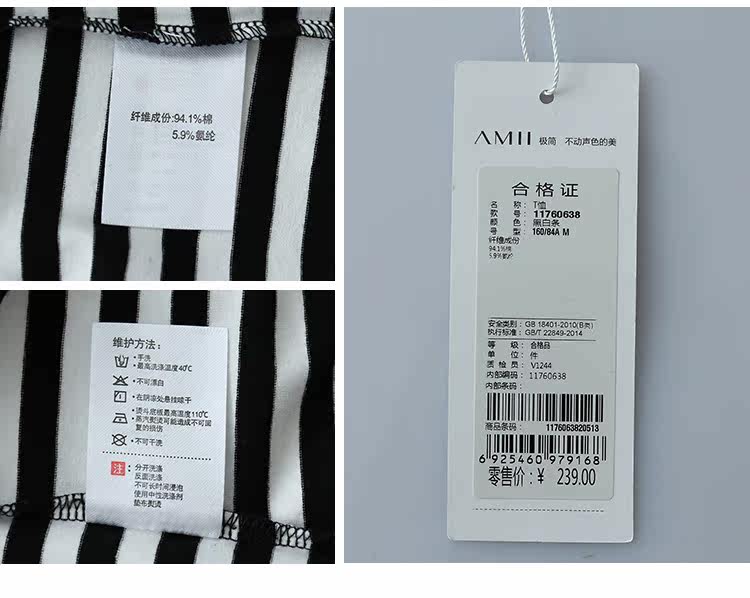 纤维成份:94.1%棉
5.9%氨纶
维护方法:
·手洗
·最高洗涤温度40℃
·不可漂白
·在阴凉处悬挂晾干
·熨斗底板最高温度110℃
·蒸汽熨烫可能造成不可回
复的损伤
·不可干洗
注: 分开洗涤
反面洗涤
不可长时间浸泡
使用中性洗涤剂
垫布熨烫
AMII 极简 不动声色的美
合格证
名 称: T恤
款 号: 11760638
颜 色: 黑白条
号 型: 160/84A M
纤维成份
94.1%棉
5.9%氨纶
安全类别: GB 18401-2010(B类)
执行标准: GB/T 22849-2014
等 级: 合格品
单 位: 件
质 检 员: V1244
内部编码: 11760638
内部条码:
商品条码: 1176063820513
6 925460 979168
零售价:¥ 239.00